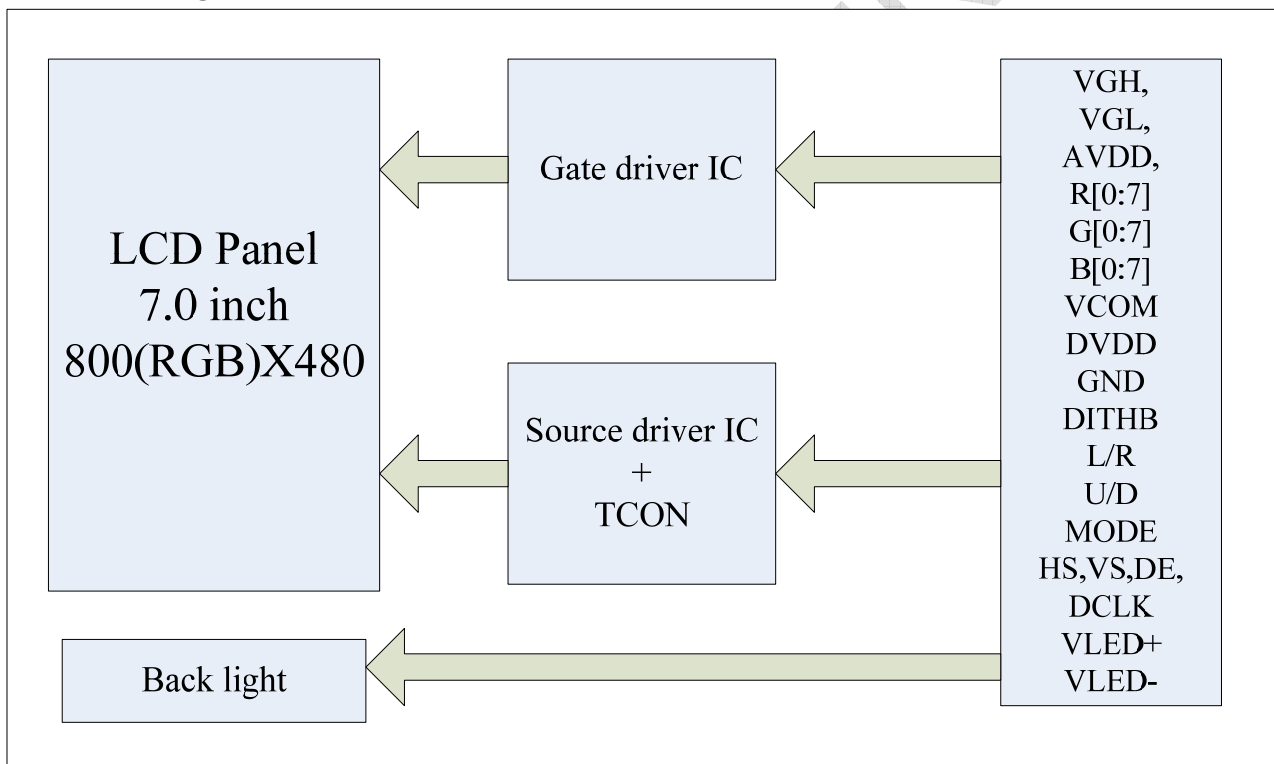 LCD Panel
7.0 inch
800(RGB)X480
Gate driver IC
Source driver IC
+
TCON
Back light
VGH,
VGL,
AVDD,
R[0:7]
G[0:7]
B[0:7]
VCOM
DVDD
GND
DITHB
L/R
U/D
MODE
HS,VS,DE,
DCLK
VLED+
VLED-